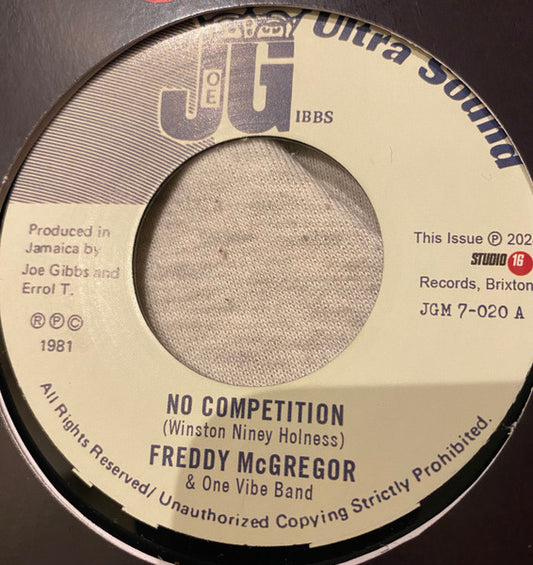 JOE GIBBS
Ultra Sound
Produced in
Jamaica by
Joe Gibbs and
Errol T.
Ⓡ Ⓟ Ⓒ
1981
This Issue Ⓟ 202
STUDIO 16
Records, Brixton
JGM 7-020 A
NO COMPETITION
(Winston Niney Holness)
FREDDY McGREGOR
& One Vibe Band
All Rights Reserved/ Unauthorized Copying Strictly Prohibited.